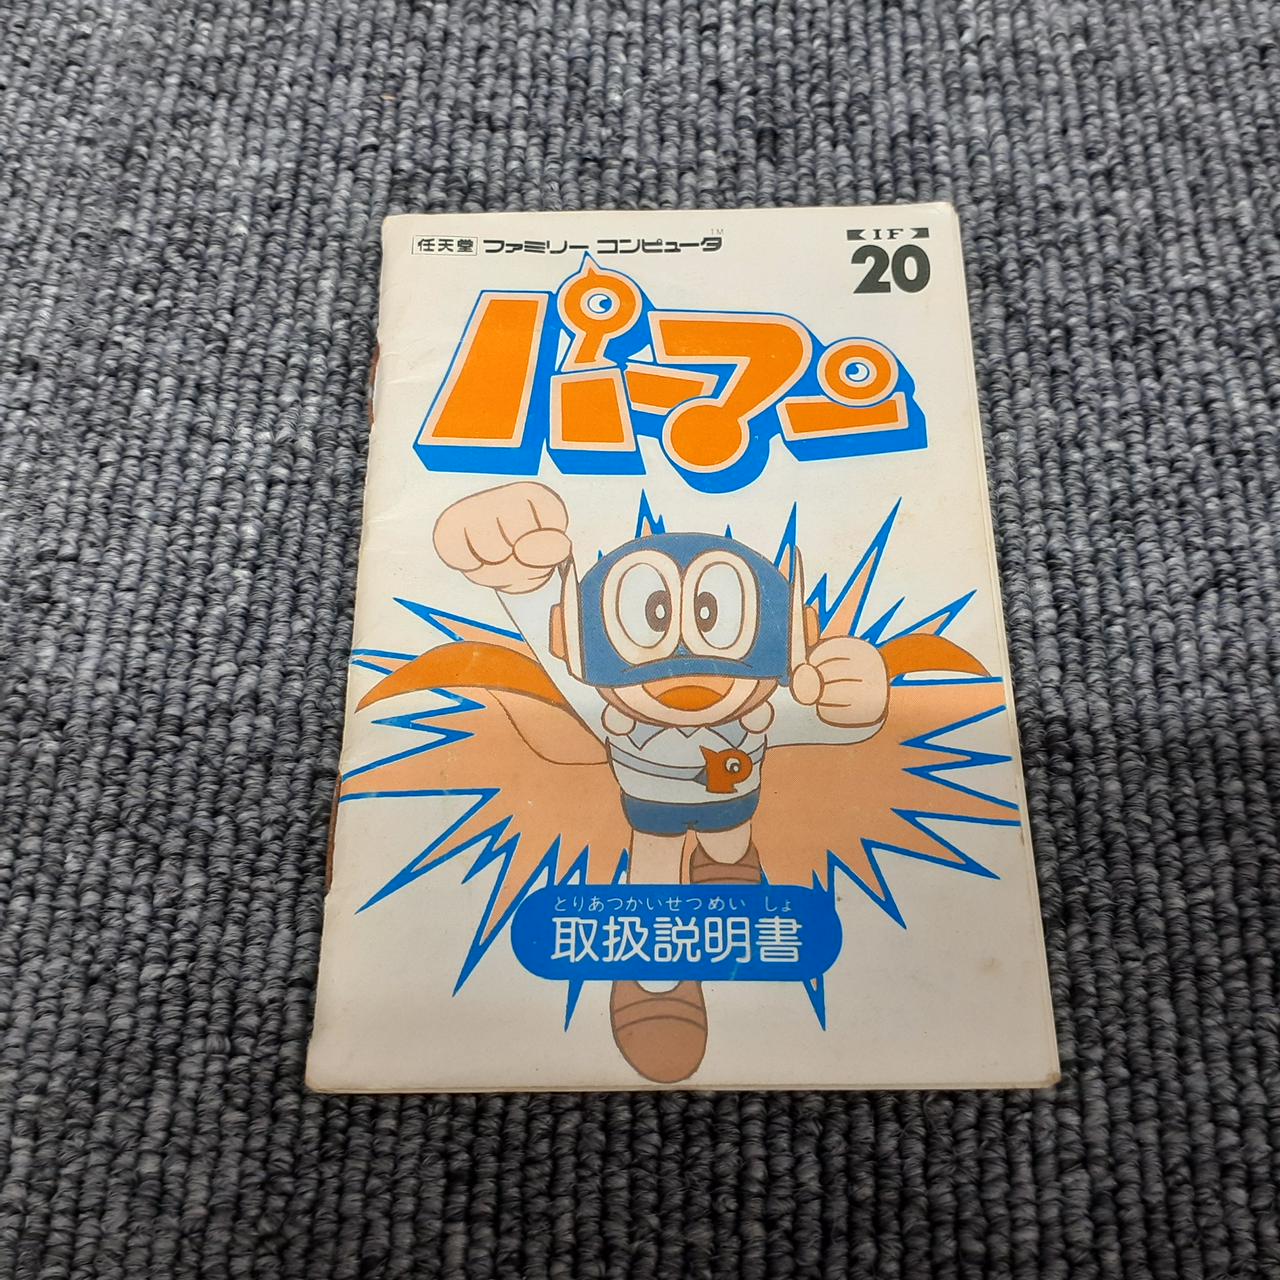 任天堂 ファミリー コンピュータ TM
IF
20
パーマン
とりあつかいせつめいしょ
取扱説明書